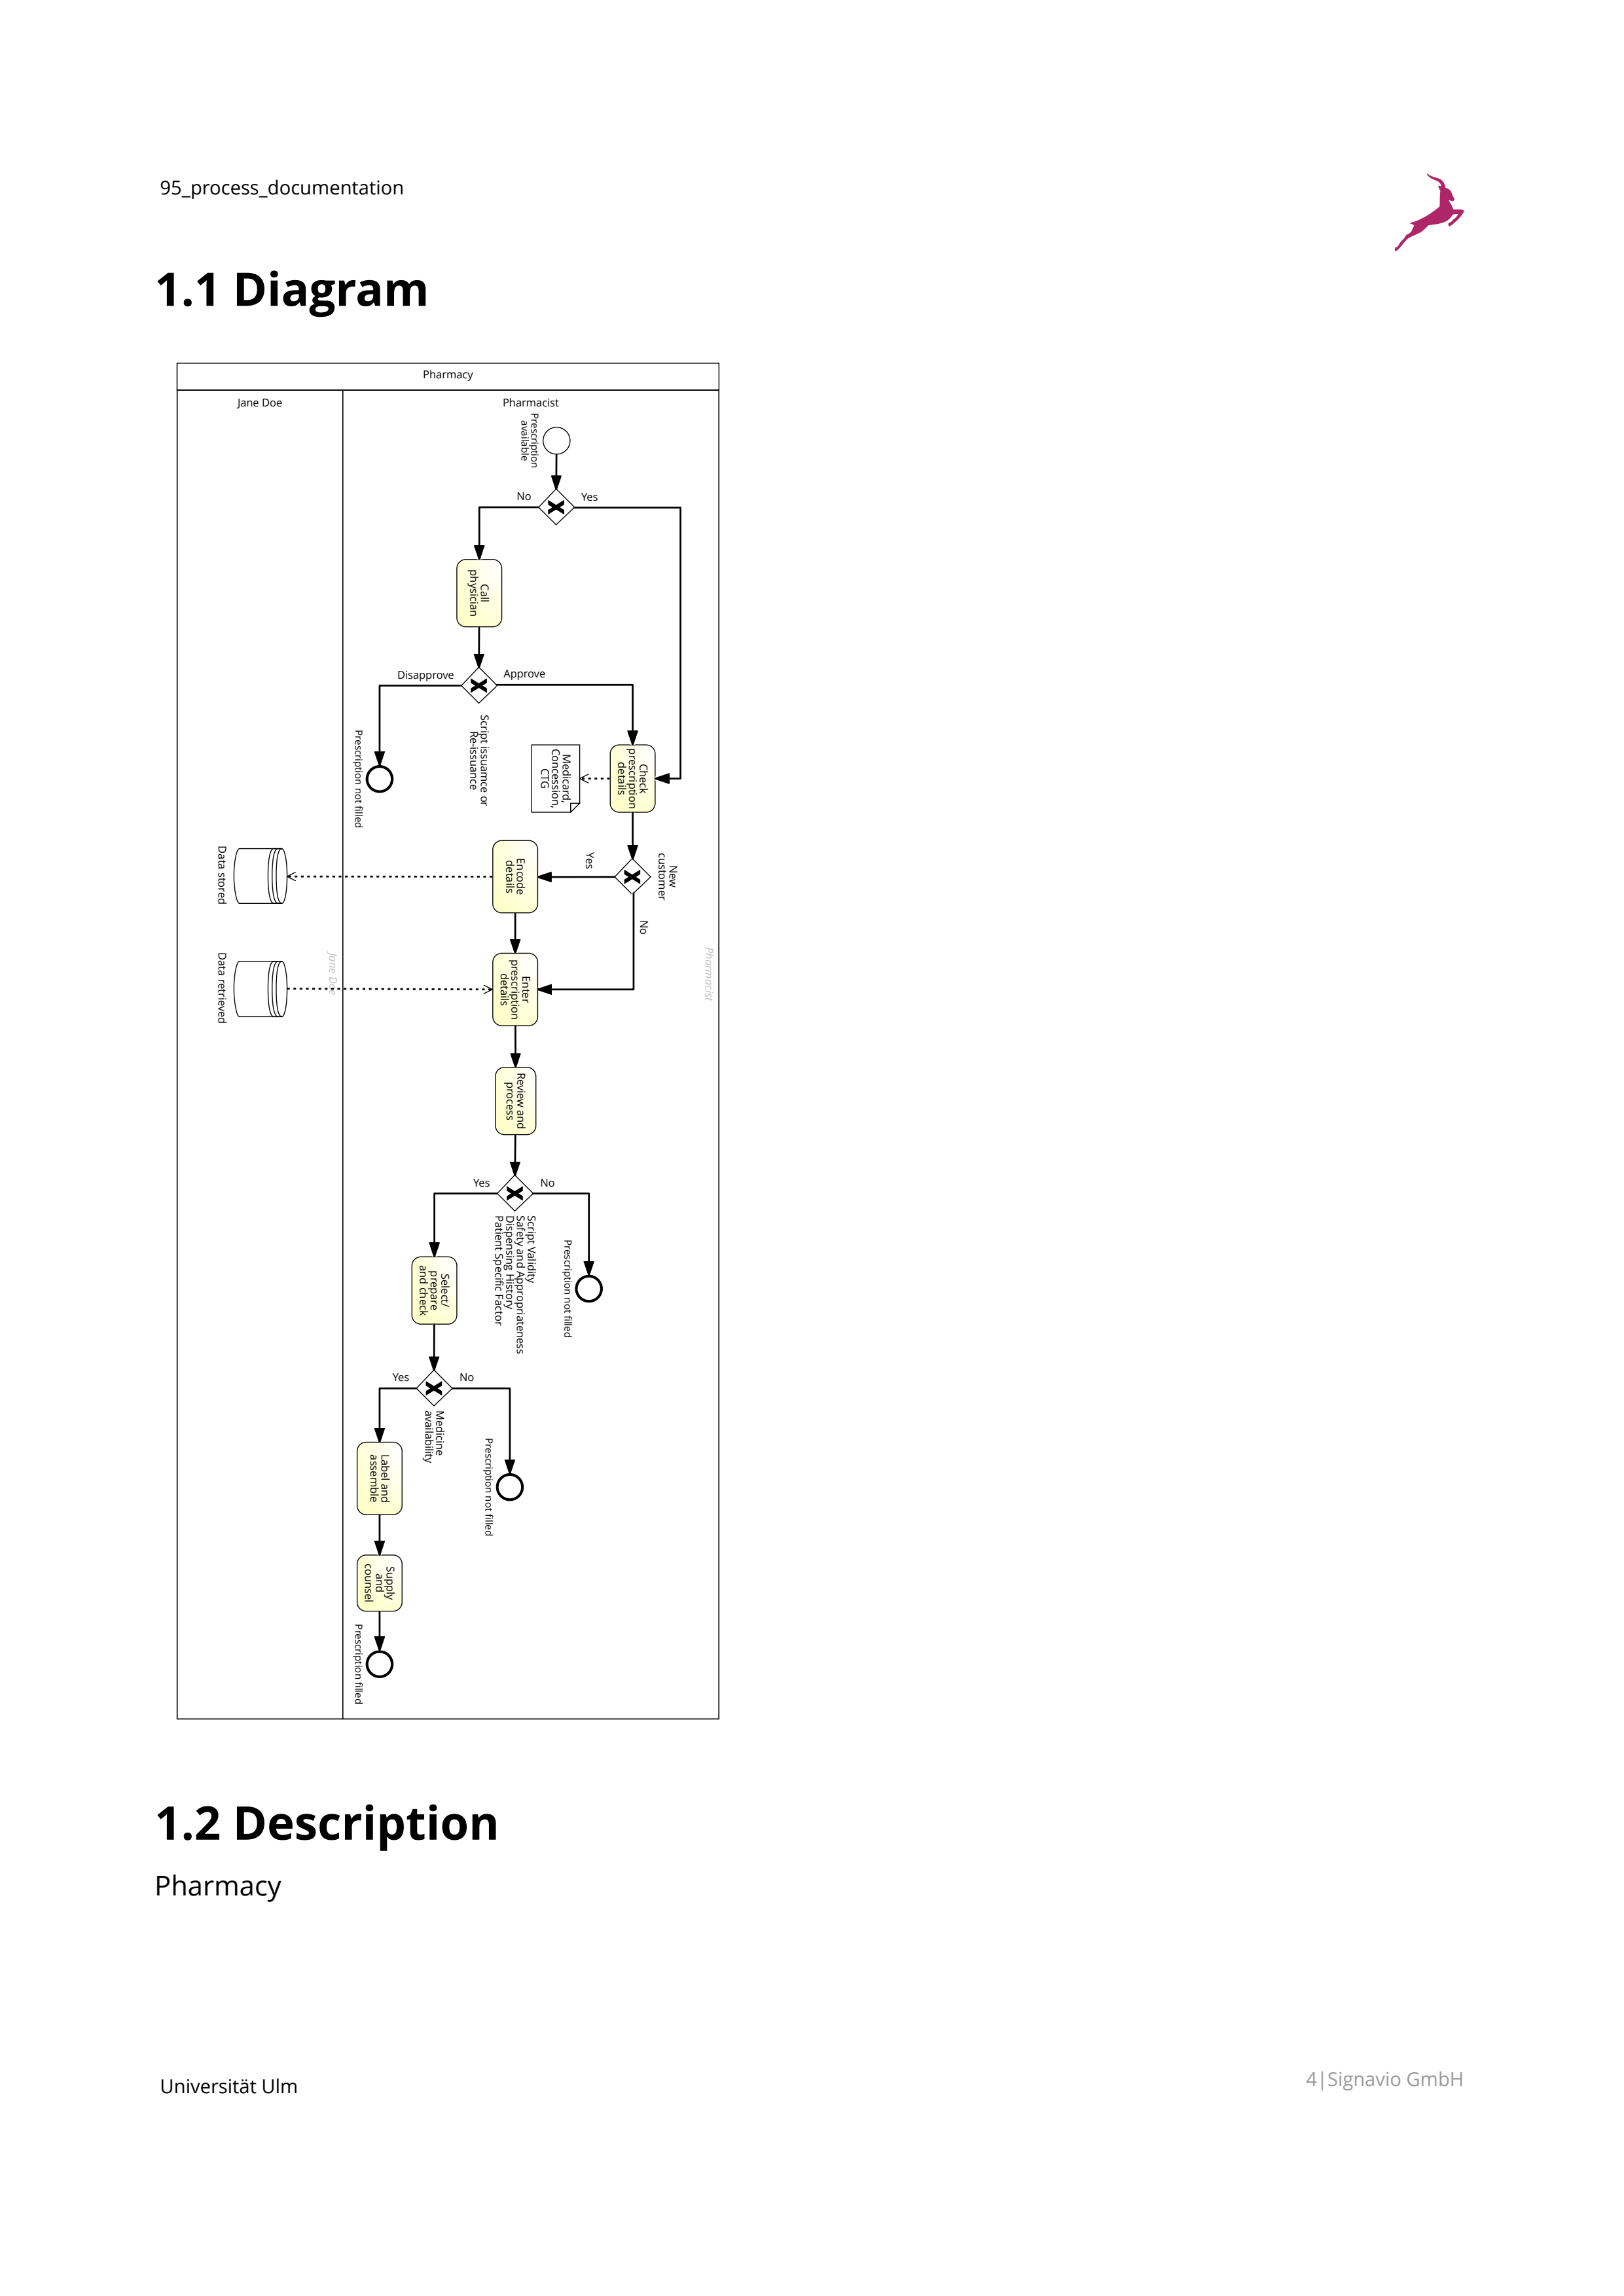 95_process_documentation
1.1 Diagram
Pharmacy
Jane Doe
Pharmacist
Prescription
available
No
Yes
Call
physician
Disapprove
Approve
Script issuamce or
Re-issuance
Prescription not filled
Check
prescription
details
Medicard,
Concession,
CTG
New
customer
Yes
No
Encode
details
Data stored
Enter
prescription
details
Data retrieved
Jane Doe
Pharmacist
Review and
process
Yes
No
Script Validity
Safety and Appropriateness
Dispensing History
Patient Specific Factor
Prescription not filled
Select/
prepare
and check
Yes
No
Medicine
availability
Prescription not filled
Label and
assemble
Supply
and
counsel
Prescription filled
1.2 Description
Pharmacy
Universität Ulm
4|Signavio GmbH